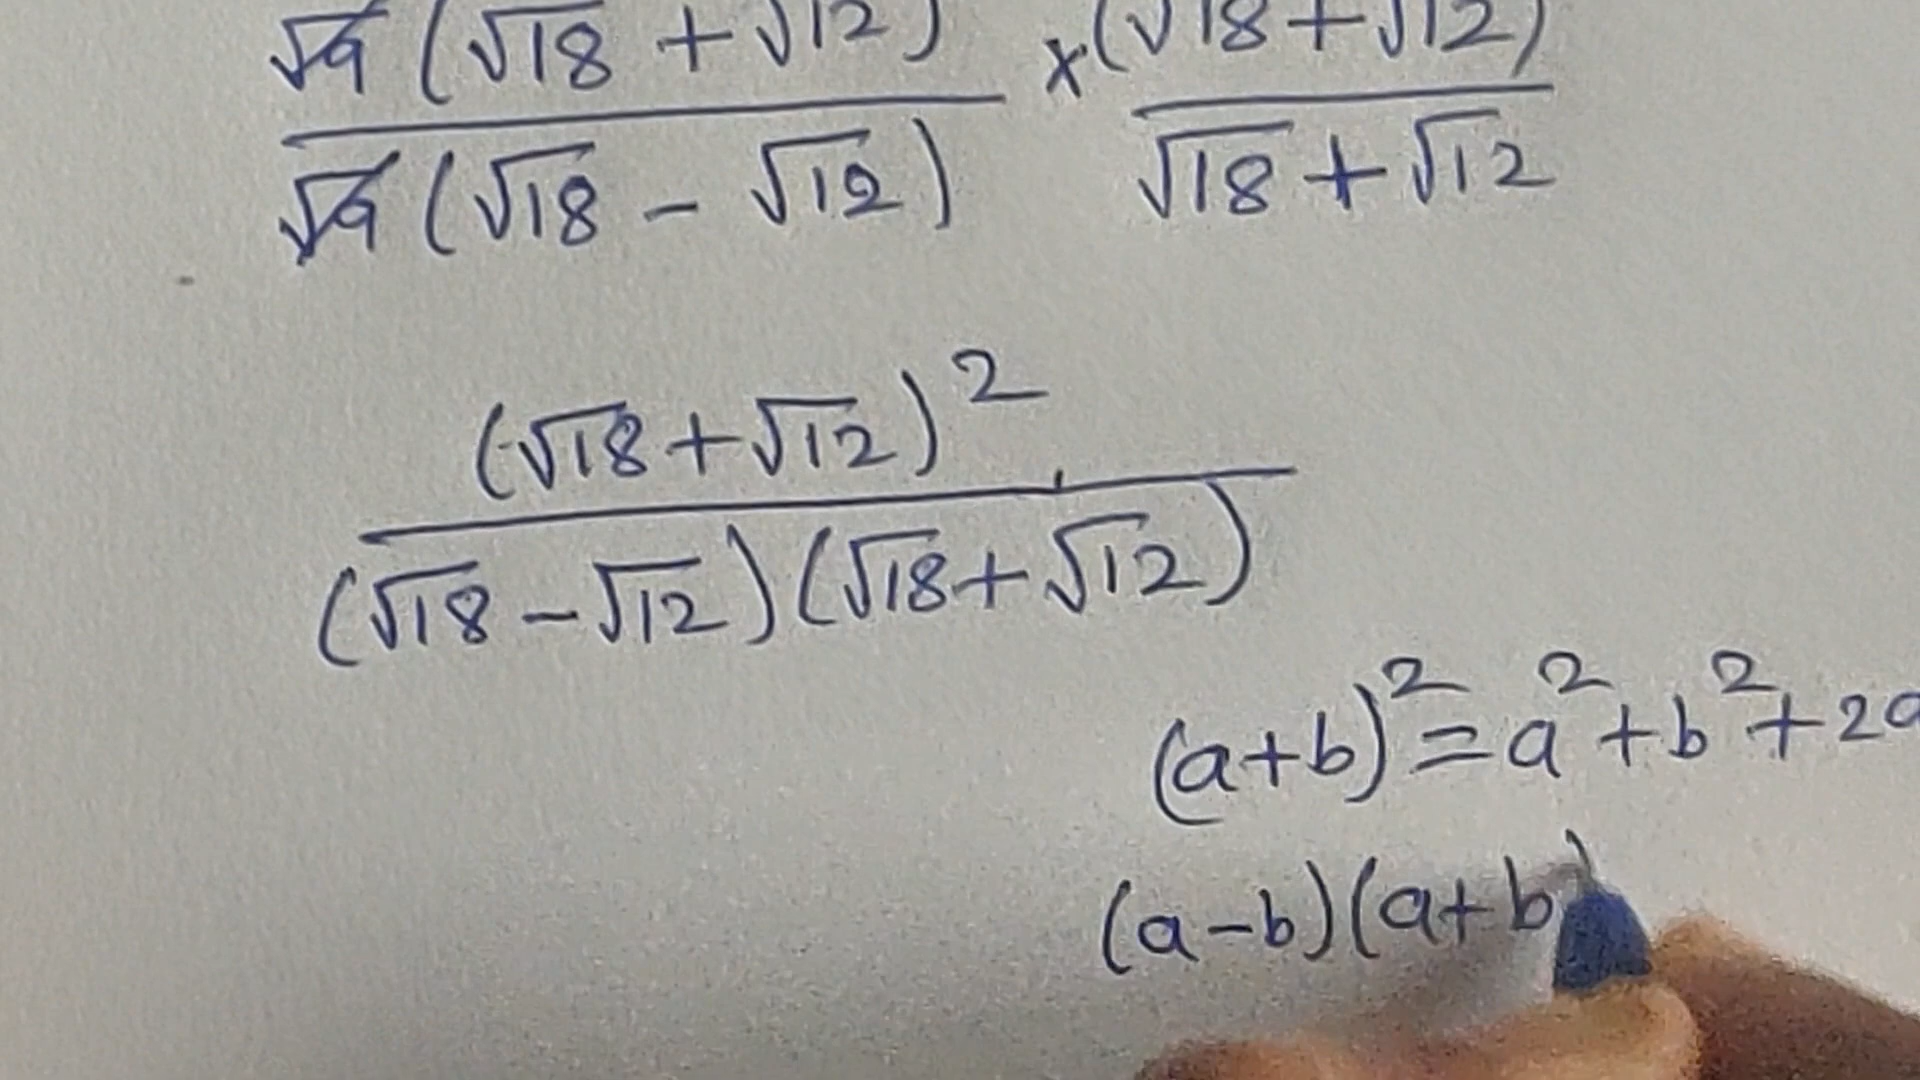 √9 (√18 + √12) × (√18 + √12)
√9 (√18 − √12) √18 + √12
(√18 + √12)²
(√18 − √12)(√18 + √12)
(a+b)² = a² + b² + 2a
(a−b)(a+b)